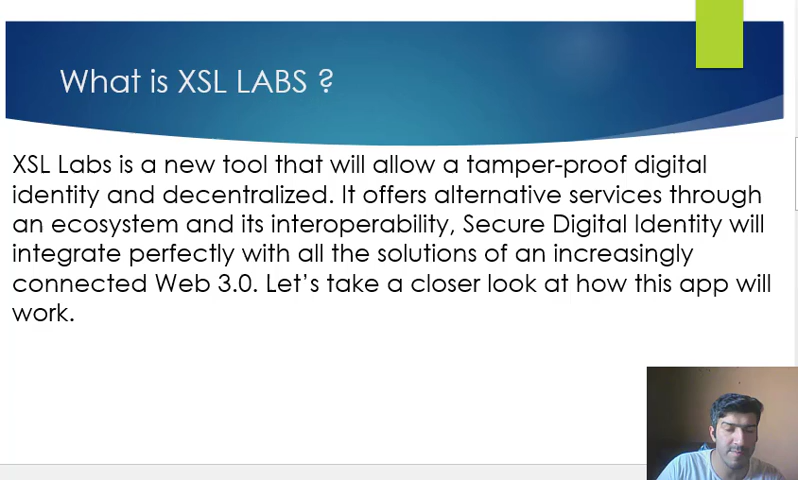 What is XSL LABS ?
XSL Labs is a new tool that will allow a tamper-proof digital
identity and decentralized. It offers alternative services through
an ecosystem and its interoperability, Secure Digital Identity will
integrate perfectly with all the solutions of an increasingly
connected Web 3.0. Let’s take a closer look at how this app will
work.